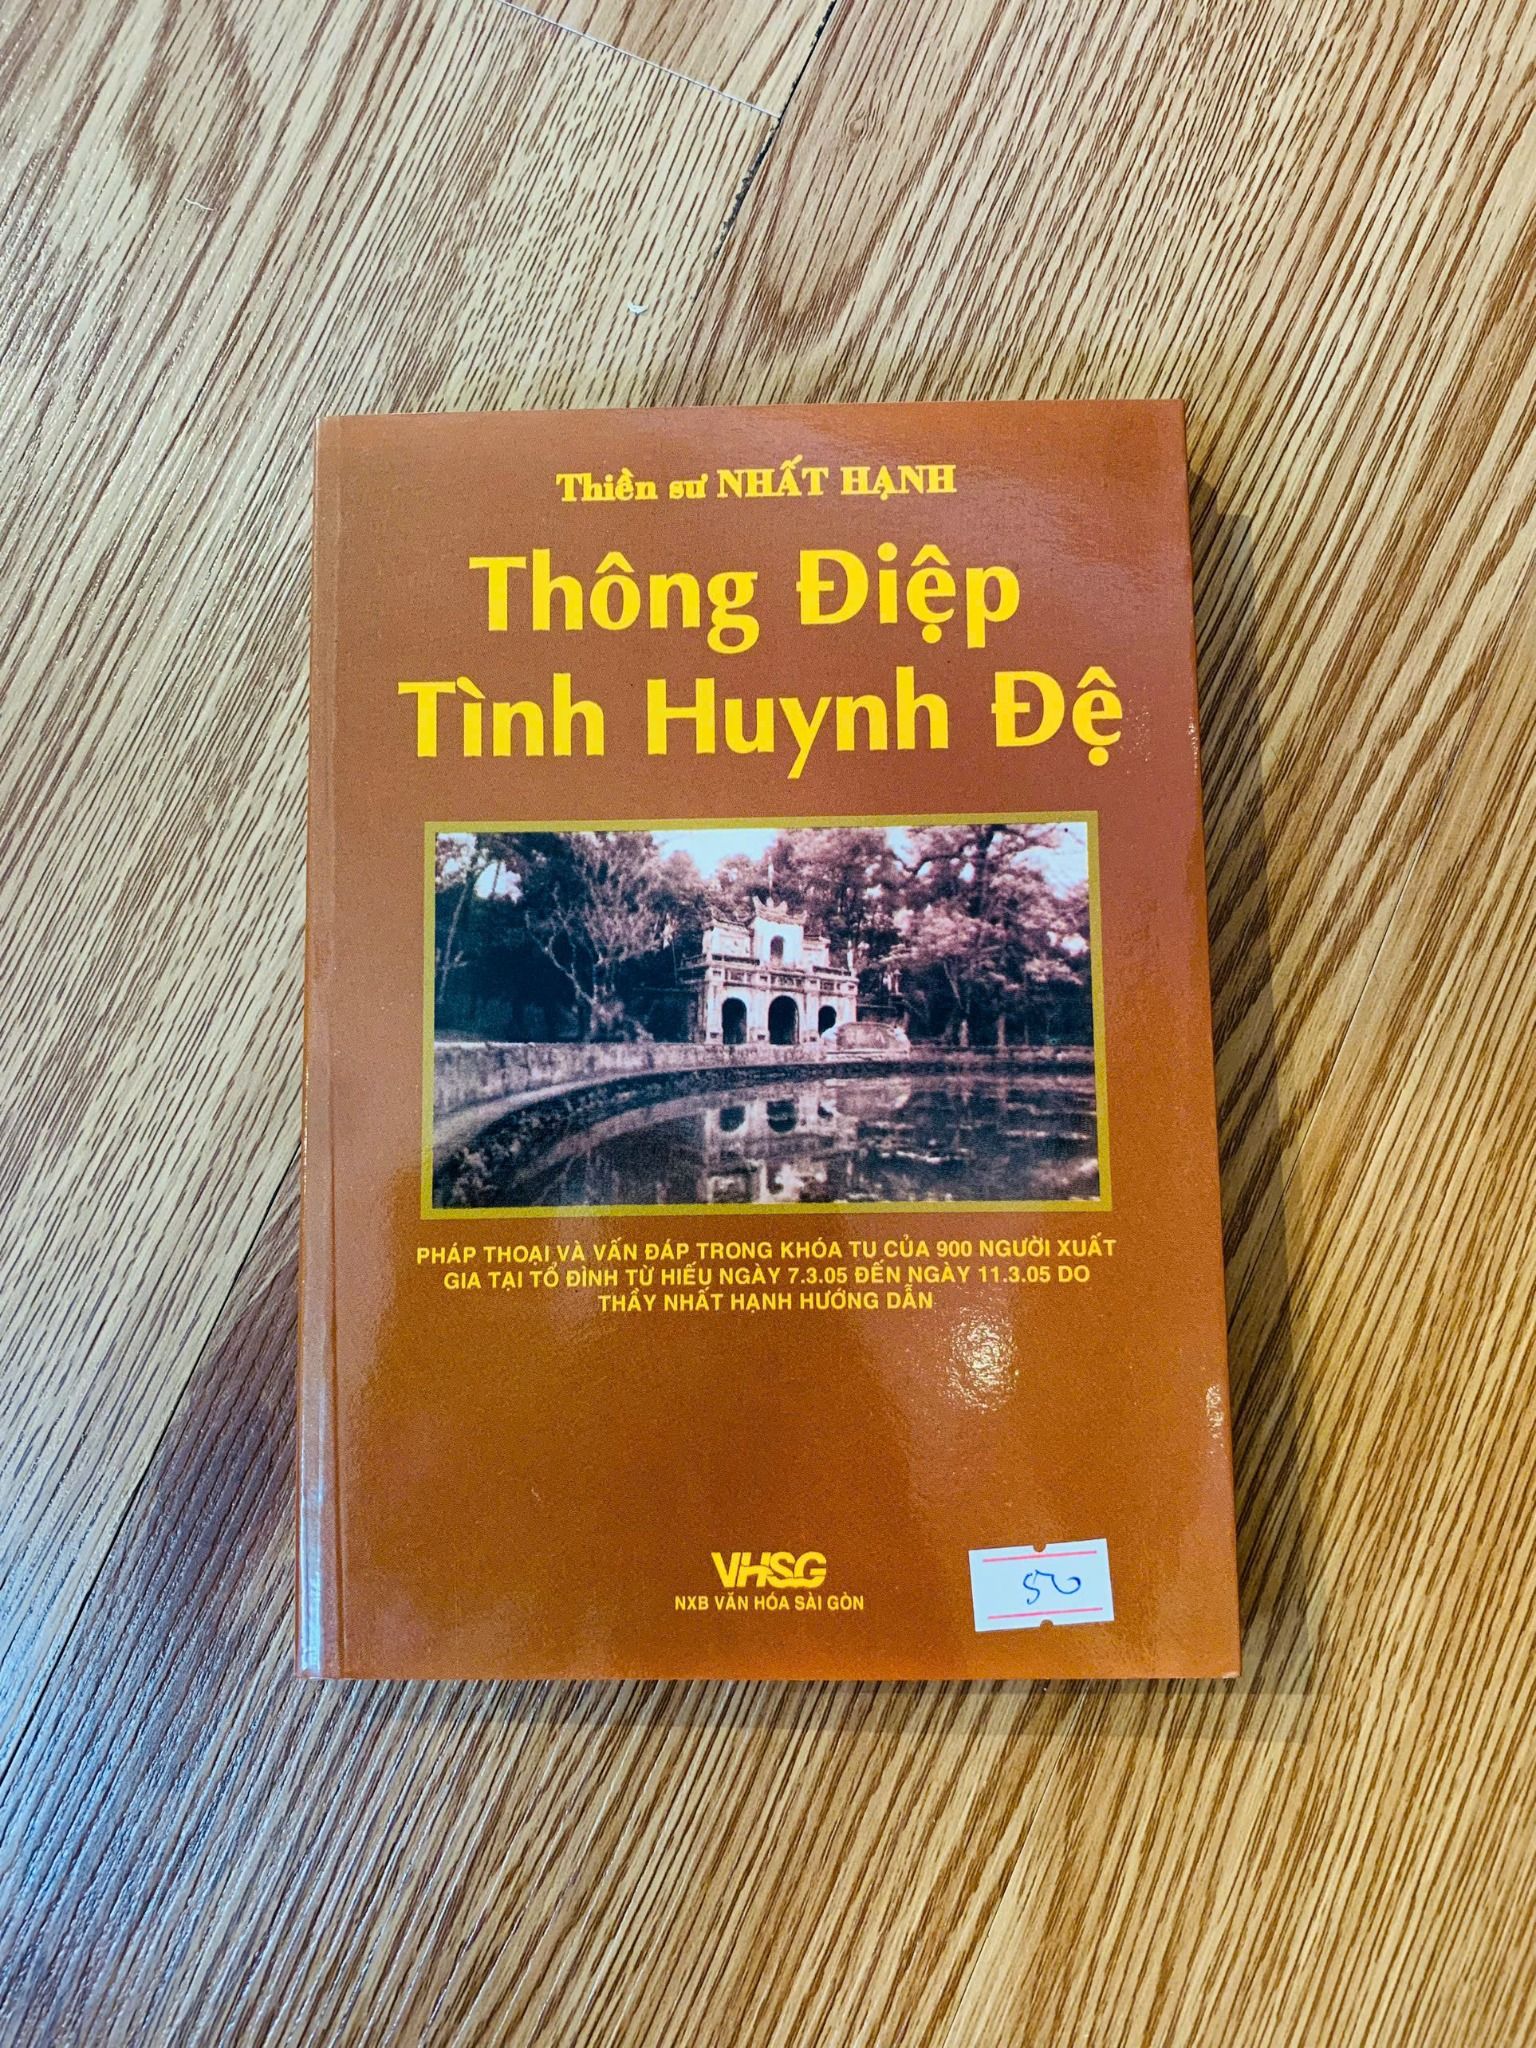 Thiền sư NHẤT HẠNH
Thông Điệp
Tình Huynh Đệ
PHÁP THOẠI VÀ VẤN ĐÁP TRONG KHÓA TU CỦA 900 NGƯỜI XUẤT
GIA TẠI TỔ ĐÌNH TỪ HIẾU NGÀY 7.3.05 ĐẾN NGÀY 11.3.05 DO
THẦY NHẤT HẠNH HƯỚNG DẪN
VHSG
NXB VĂN HÓA SÀI GÒN
50